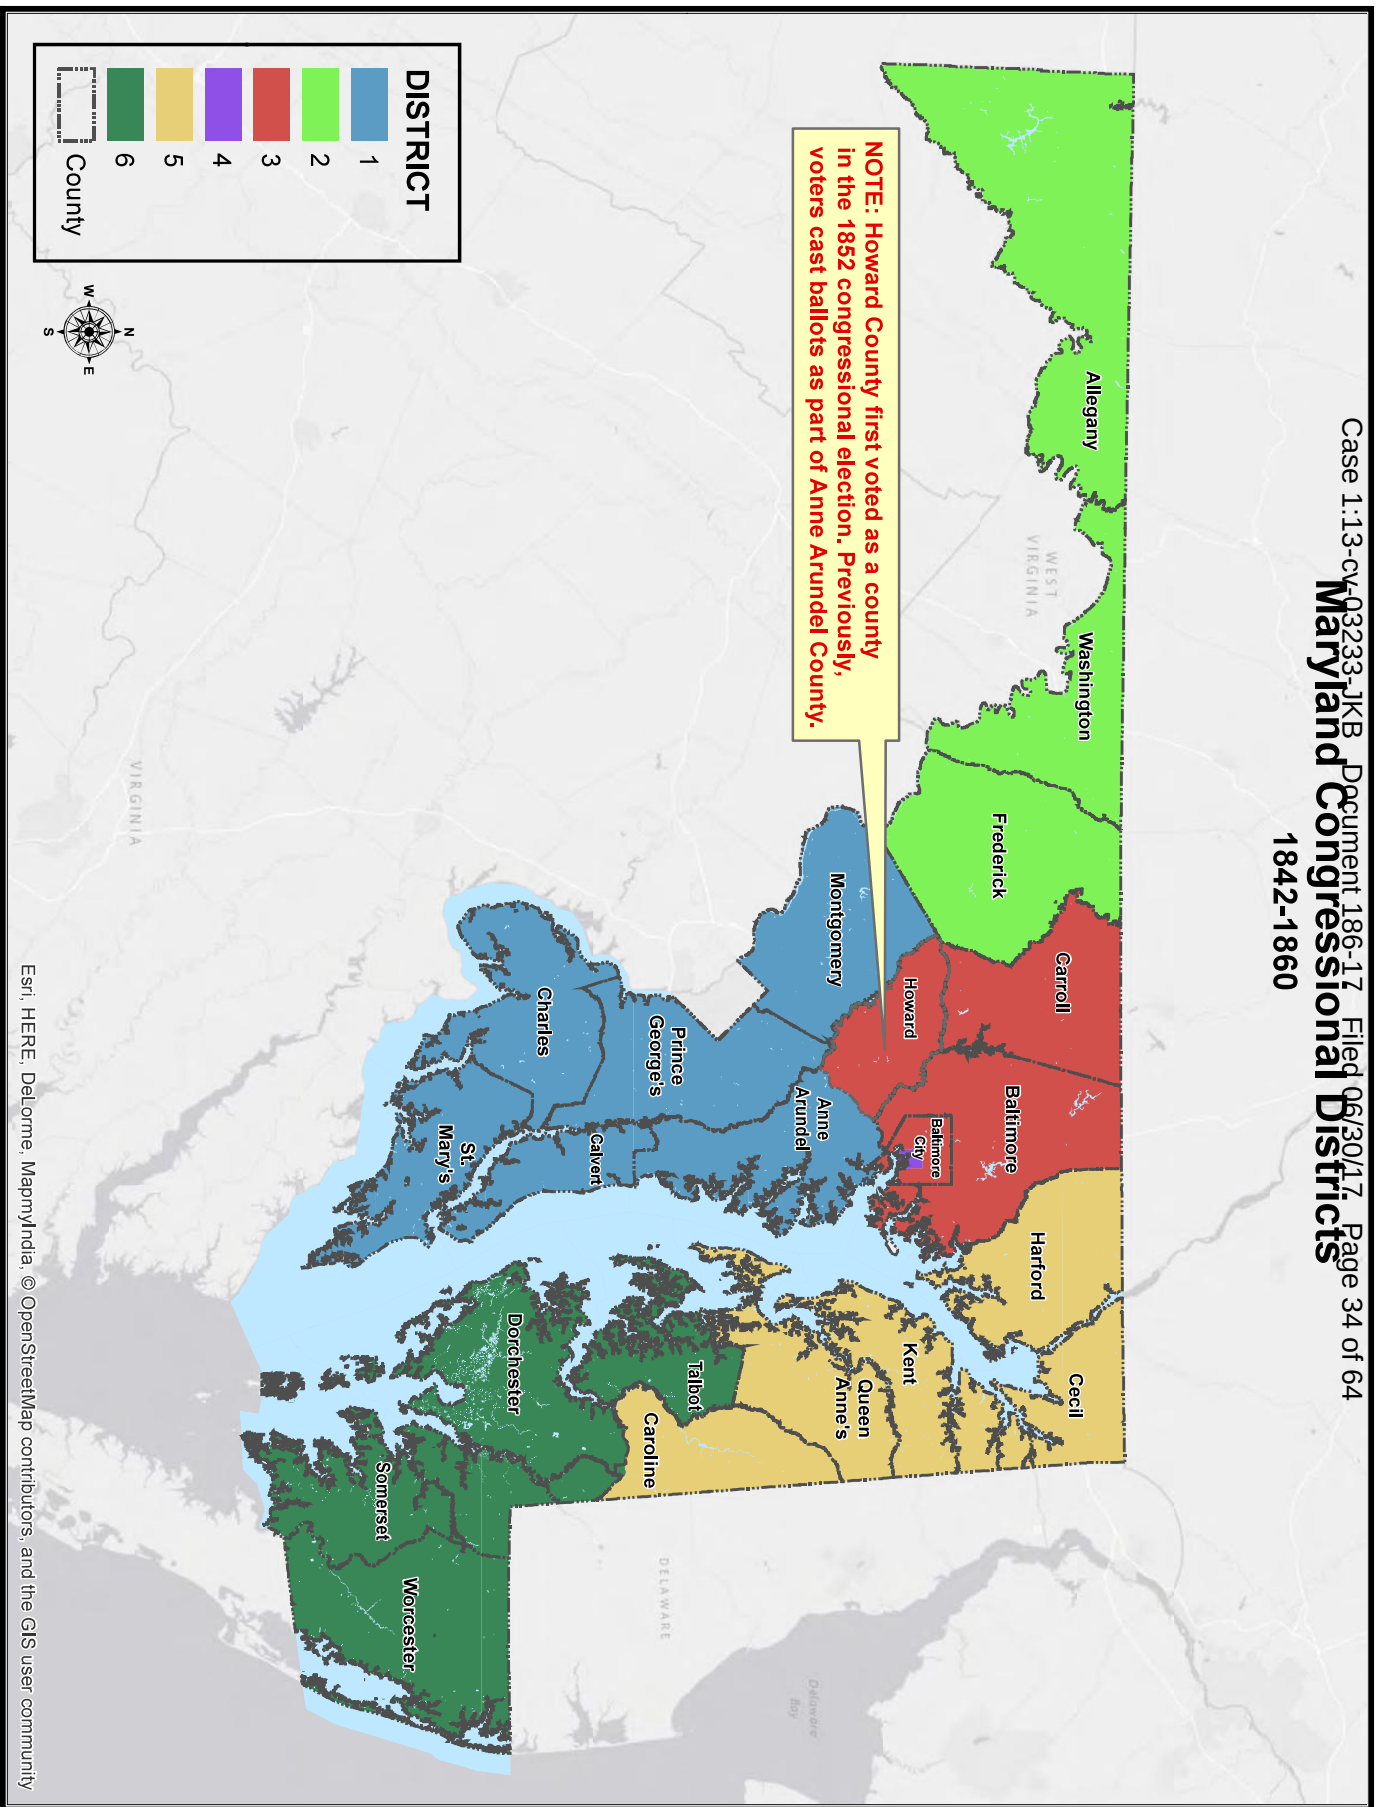 Case 1:13-cv-03233-JKB Document 186-17 Filed 06/30/17 Page 34 of 64
Maryland Congressional Districts
1842-1860
Allegany
Washington
Frederick
Carroll
Baltimore
Baltimore
City
Harford
Cecil
Kent
Queen
Anne's
Howard
Montgomery
Anne
Arundel
Prince
George's
Calvert
Charles
St.
Mary's
Talbot
Caroline
Dorchester
Somerset
Worcester
WEST
VIRGINIA
VIRGINIA
DELAWARE
Delaware
Bay
NOTE: Howard County first voted as a county
in the 1852 congressional election. Previously,
voters cast ballots as part of Anne Arundel County.
DISTRICT
1
2
3
4
5
6
County
N
W
E
S
Esri, HERE, DeLorme, MapmyIndia, © OpenStreetMap contributors, and the GIS user community